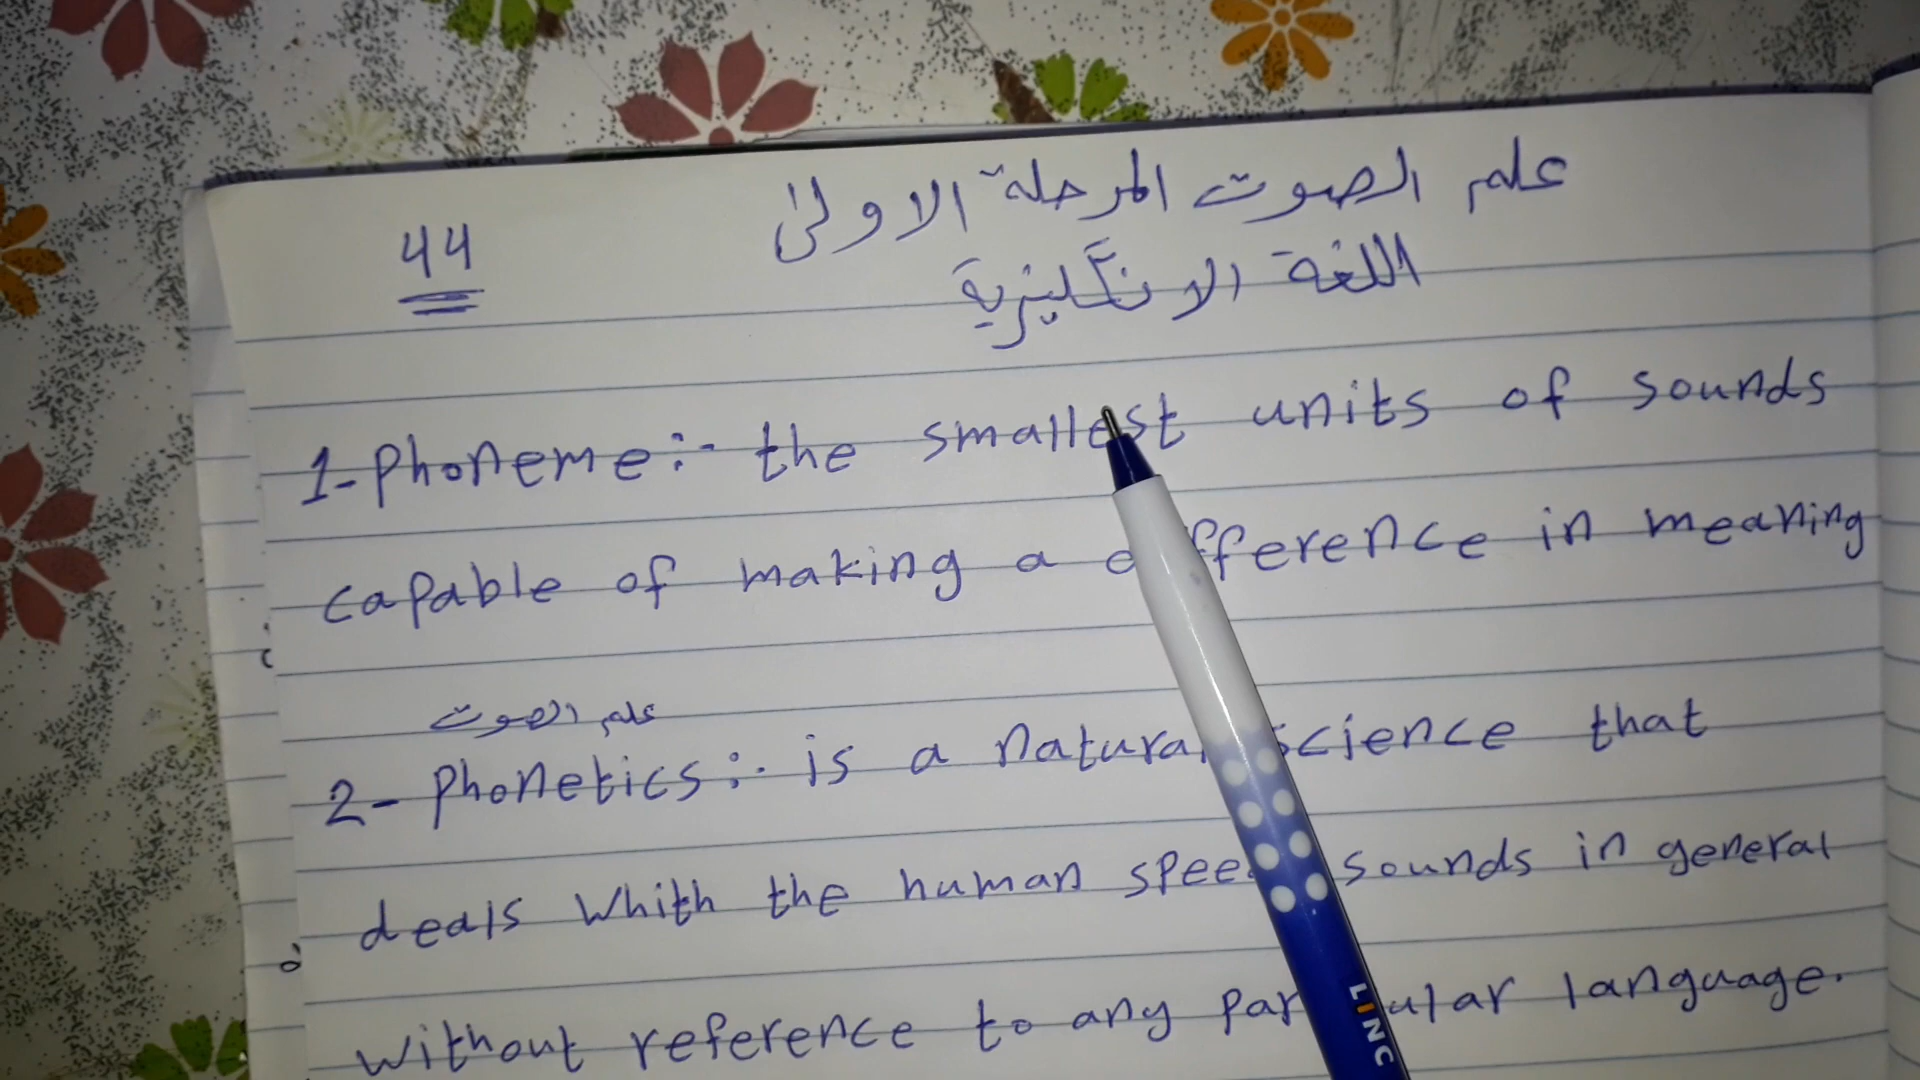 علم الصوت المرحلة الاولى
44
اللغة الانكليزية
1- Phoneme:- the smallest units of sounds
capable of making a difference in meaning
علم الصوت
2- Phonetics:- is a natural science that
deals Whith the human speech sounds in general
without reference to any particular language.
LINC